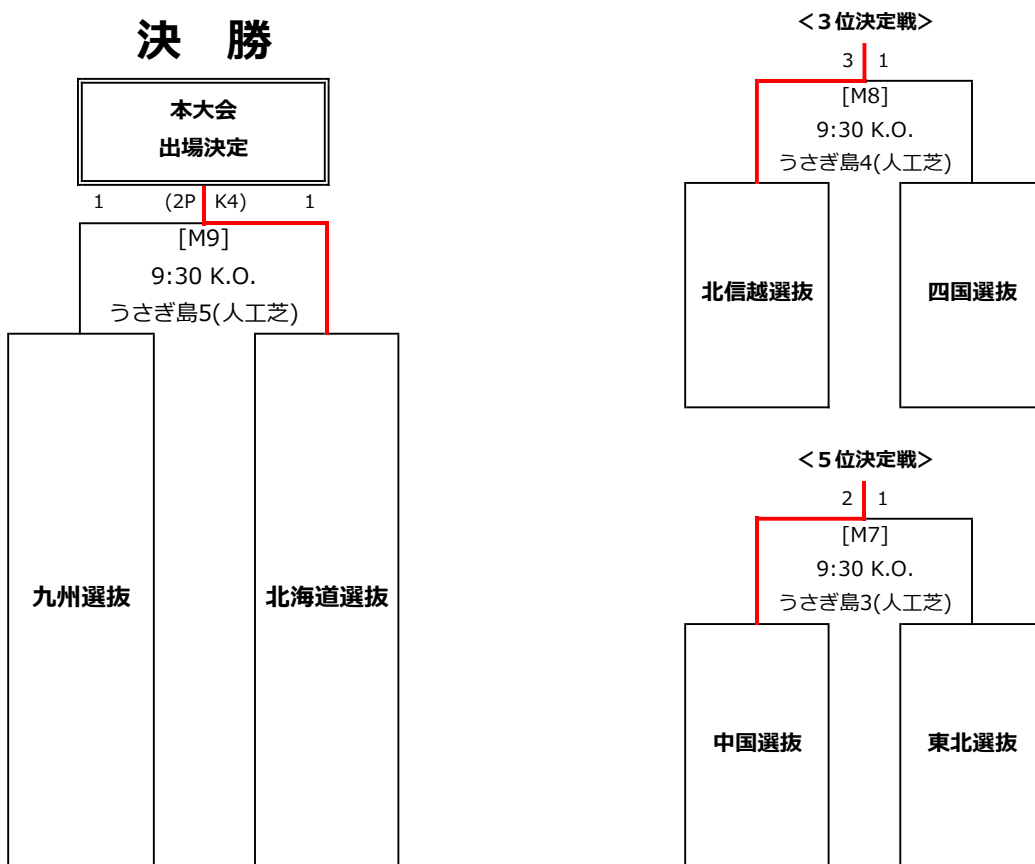 決　勝
本大会
出場決定
1 (2P K4) 1
[M9]
9:30 K.O.
うさぎ島5(人工芝)
九州選抜 北海道選抜
＜３位決定戦＞
3 1
[M8]
9:30 K.O.
うさぎ島4(人工芝)
北信越選抜 四国選抜
＜５位決定戦＞
2 1
[M7]
9:30 K.O.
うさぎ島3(人工芝)
中国選抜 東北選抜